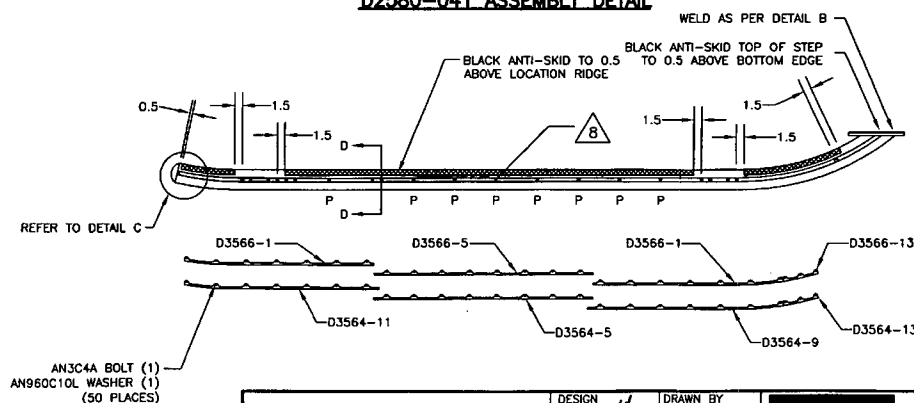 D2580-041 ASSEMBLY DETAIL
WELD AS PER DETAIL B
BLACK ANTI-SKID TO 0.5
ABOVE LOCATION RIDGE
BLACK ANTI-SKID TOP OF STEP
TO 0.5 ABOVE BOTTOM EDGE
0.5
1.5
1.5
1.5
1.5
1.5
8
D
D
P P P P P P P P
REFER TO DETAIL C
D3566-1
D3566-5
D3566-1
D3566-13
D3564-11
D3564-5
D3564-9
D3564-13
AN3C4A BOLT (1)
AN960C10L WASHER (1)
(50 PLACES)
DESIGN
DRAWN BY